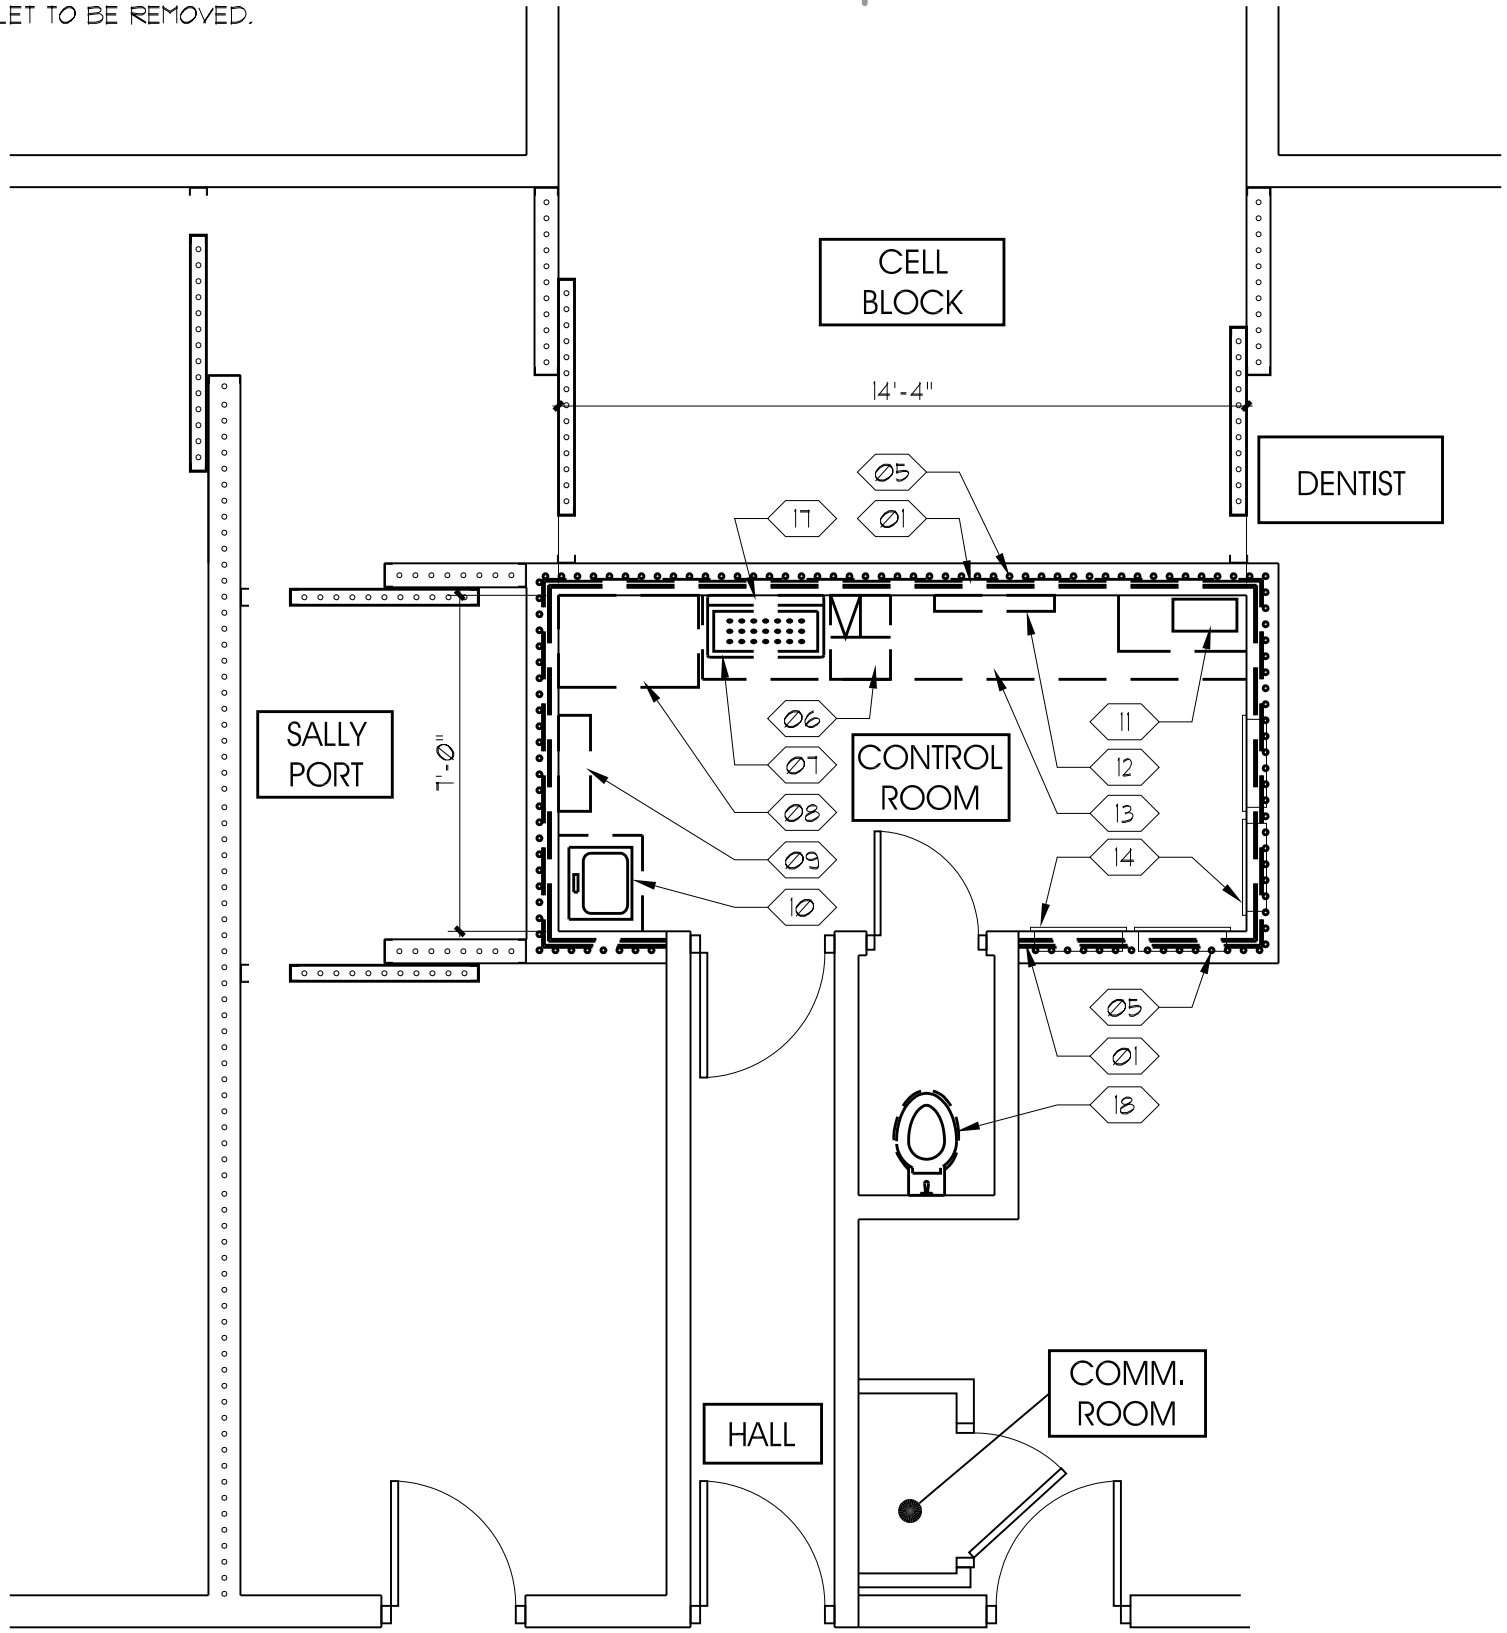 LET TO BE REMOVED.
CELL
BLOCK
14'-4"
DENTIST
Ø5
17
Ø1
SALLY
PORT
7'-Ø"
Ø6
Ø7
Ø8
Ø9
1Ø
CONTROL
ROOM
11
12
13
14
Ø5
Ø1
18
COMM.
ROOM
HALL